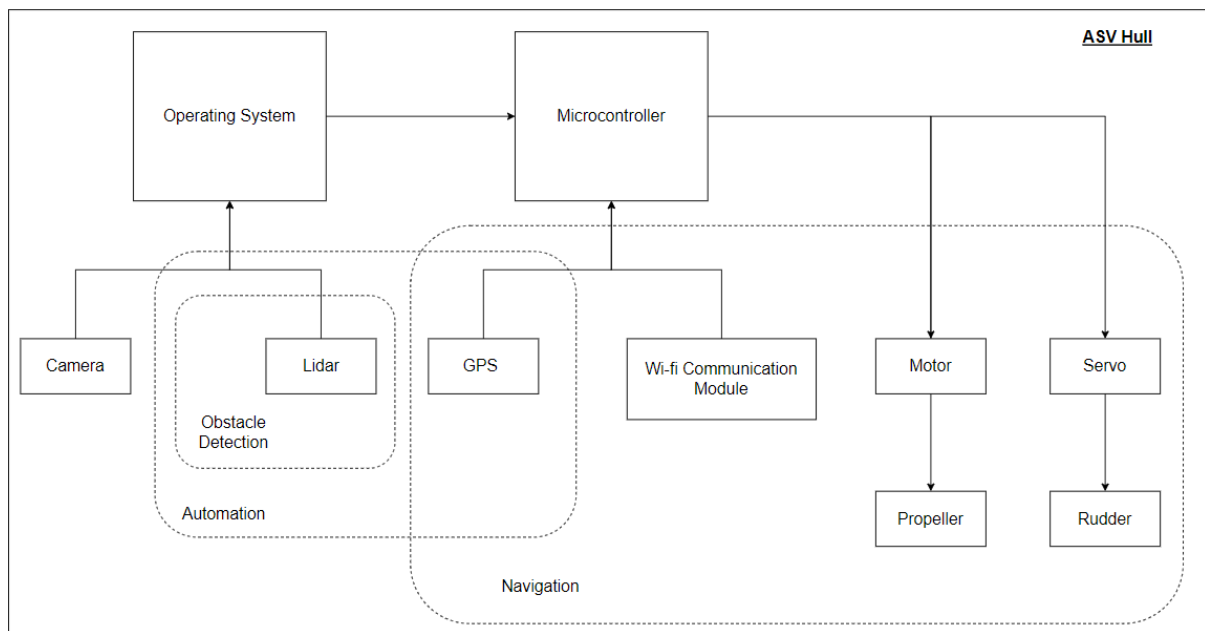 ASV Hull
Operating System
Microcontroller
Camera
Lidar
GPS
Wi-fi Communication
Module
Motor
Servo
Obstacle
Detection
Automation
Propeller
Rudder
Navigation